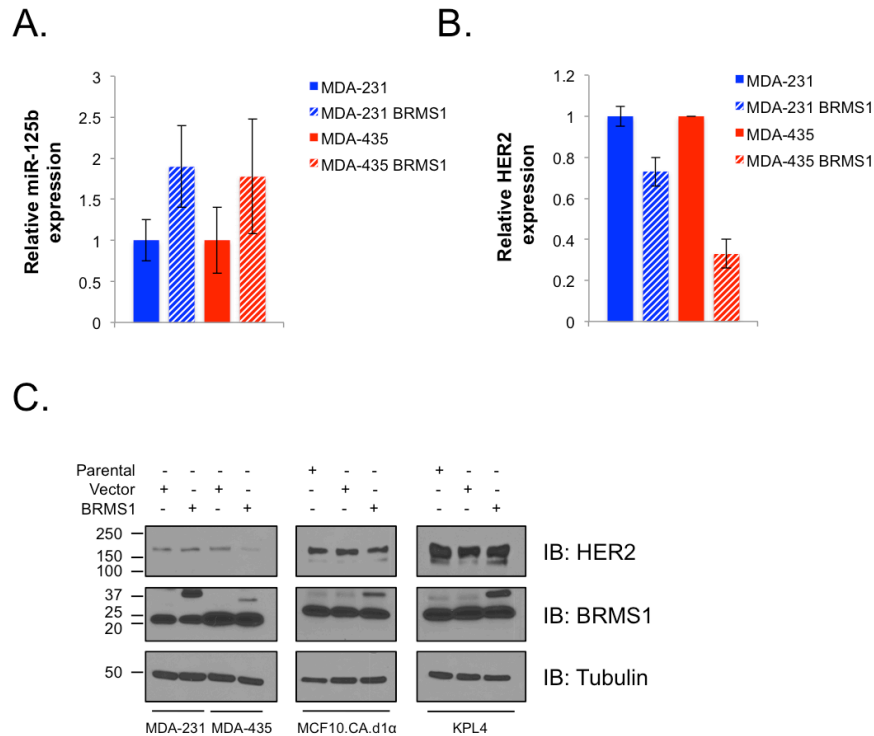 A.
Relative miR-125b
expression
3
2.5
2
1.5
1
0.5
0
MDA-231
MDA-231 BRMS1
MDA-435
MDA-435 BRMS1
B.
Relative HER2
expression
1.2
1
0.8
0.6
0.4
0.2
0
MDA-231
MDA-231 BRMS1
MDA-435
MDA-435 BRMS1
C.
Parental - - - - + - - + - -
Vector + - + - - + - - + -
BRMS1 - + - + - - + - - +
250
150
100
IB: HER2
37
25
20
IB: BRMS1
50
IB: Tubulin
MDA-231 MDA-435 MCF10.CA.d1α KPL4